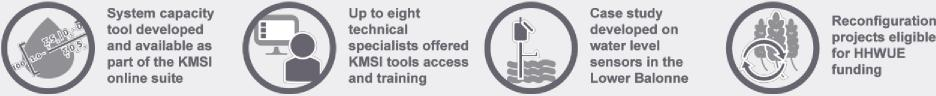 System capacity
tool developed
and available as
part of the KMSI
online suite
Up to eight
technical
specialists offered
KMSI tools access
and training
Case study
developed on
water level
sensors in the
Lower Balonne
Reconfiguration
projects eligible
for HHWUE
funding